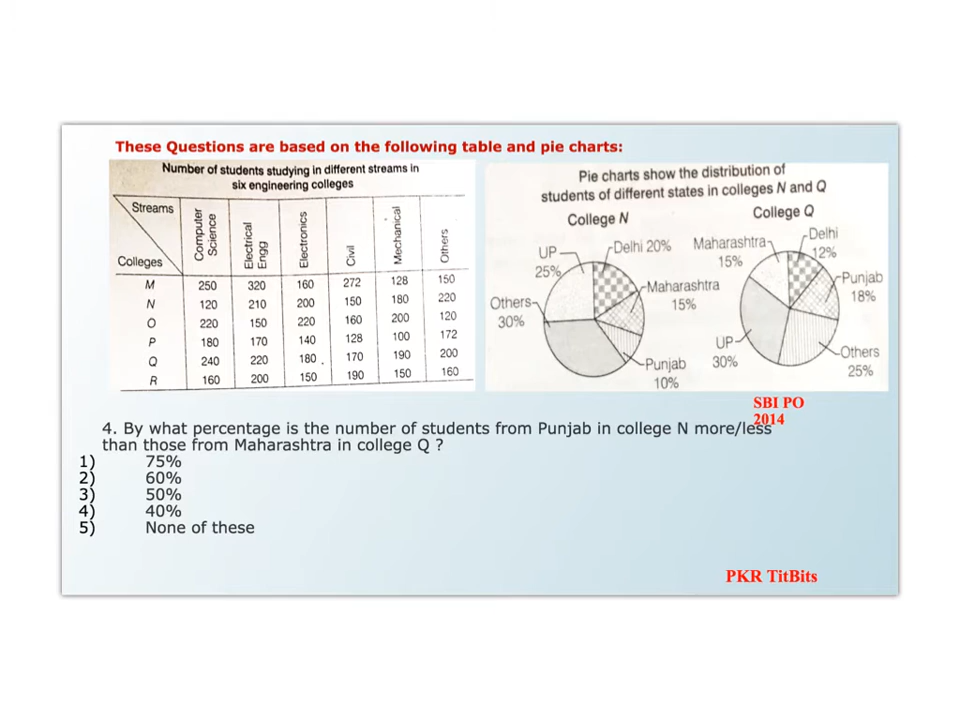 These Questions are based on the following table and pie charts:
Number of students studying in different streams in
six engineering colleges
Streams
Colleges
Computer Science
Electrical Engg
Electronics
Civil
Mechanical
Others
M 250 320 160 272 128 150
N 120 210 200 150 180 220
O 220 150 220 160 200 120
P 180 170 140 128 100 172
Q 240 220 180 170 190 200
R 160 200 150 190 150 160
Pie charts show the distribution of
students of different states in colleges N and Q
College N
UP
25%
Delhi 20%
Maharashtra
15%
Others
30%
Punjab
10%
College Q
Maharashtra
15%
Delhi
12%
Punjab
18%
UP
30%
Others
25%
SBI PO
2014
4. By what percentage is the number of students from Punjab in college N more/less
than those from Maharashtra in college Q ?
1) 75%
2) 60%
3) 50%
4) 40%
5) None of these
PKR TitBits